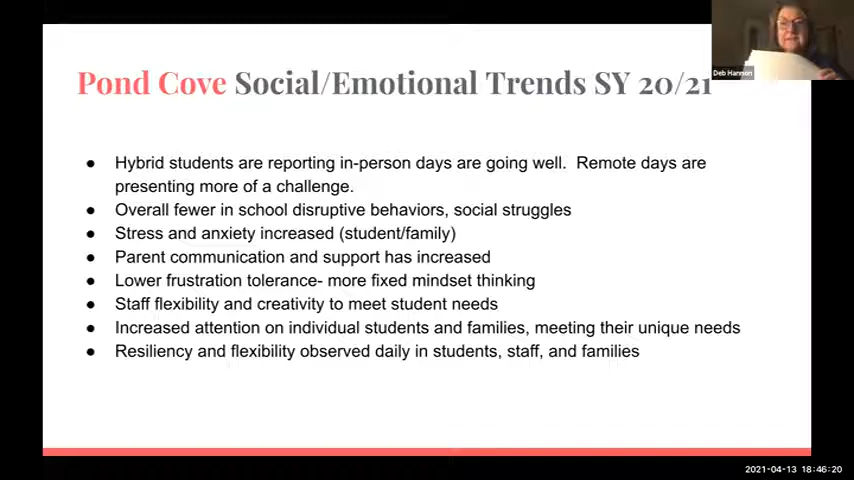 Pond Cove Social/Emotional Trends SY 20/21
Deb Hannon
● Hybrid students are reporting in-person days are going well.  Remote days are
presenting more of a challenge.
● Overall fewer in school disruptive behaviors, social struggles
● Stress and anxiety increased (student/family)
● Parent communication and support has increased
● Lower frustration tolerance- more fixed mindset thinking
● Staff flexibility and creativity to meet student needs
● Increased attention on individual students and families, meeting their unique needs
● Resiliency and flexibility observed daily in students, staff, and families
2021-04-13 18:46:20